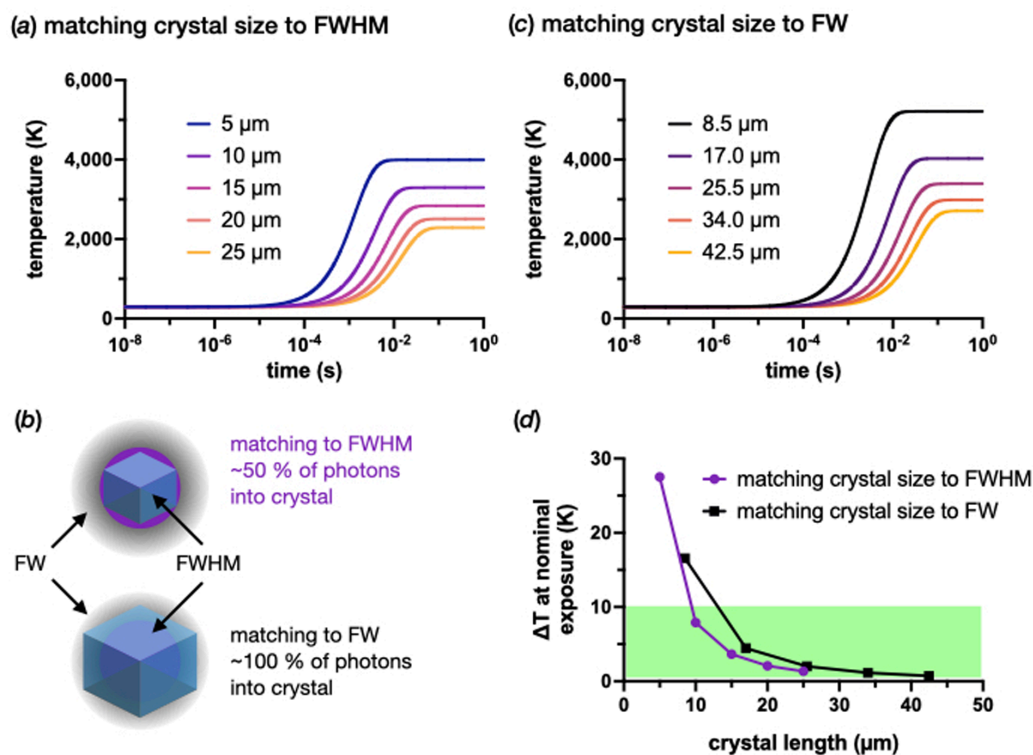 (a) matching crystal size to FWHM
temperature (K)
6,000
4,000
2,000
0
5 µm
10 µm
15 µm
20 µm
25 µm
10⁻⁸ 10⁻⁶ 10⁻⁴ 10⁻² 10⁰
time (s)
(c) matching crystal size to FW
temperature (K)
6,000
4,000
2,000
0
8.5 µm
17.0 µm
25.5 µm
34.0 µm
42.5 µm
10⁻⁸ 10⁻⁶ 10⁻⁴ 10⁻² 10⁰
time (s)
(b)
matching to FWHM
~50 % of photons
into crystal
FW
FWHM
matching to FW
~100 % of photons
into crystal
(d)
ΔT at nominal
exposure (K)
30
20
10
0
matching crystal size to FWHM
matching crystal size to FW
0 10 20 30 40 50
crystal length (µm)